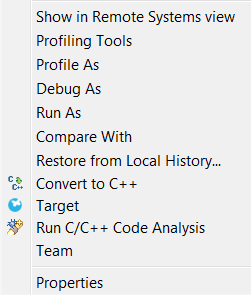 Show in Remote Systems view
Profiling Tools
Profile As
Debug As
Run As
Compare With
Restore from Local History...
Convert to C++
Target
Run C/C++ Code Analysis
Team
Properties